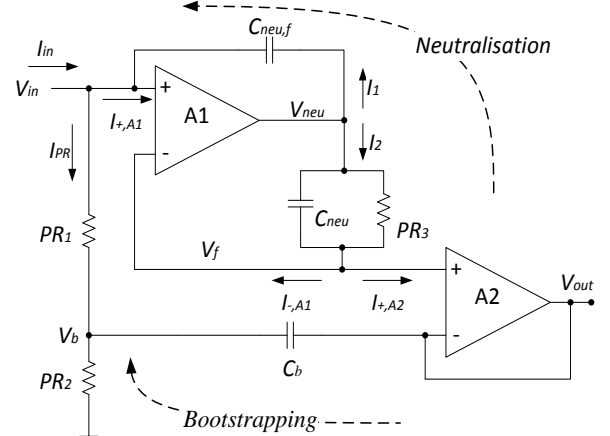 Cneu,f
Neutralisation
Iin
Vin
+
I+,A1
A1
-
Vneu
I1
I2
IPR
Cneu
PR3
PR1
Vf
I-,A1
I+,A2
+
A2
-
Vout
Vb
Cb
PR2
Bootstrapping